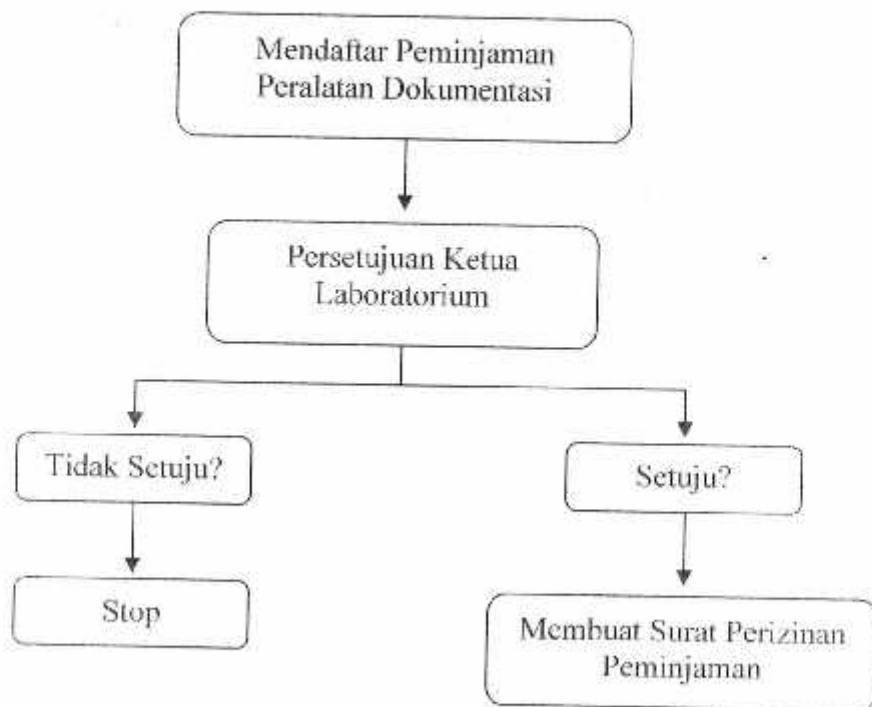 Mendaftar Peminjaman
Peralatan Dokumentasi
Persetujuan Ketua
Laboratorium
Tidak Setuju?
Setuju?
Stop
Membuat Surat Perizinan
Peminjaman